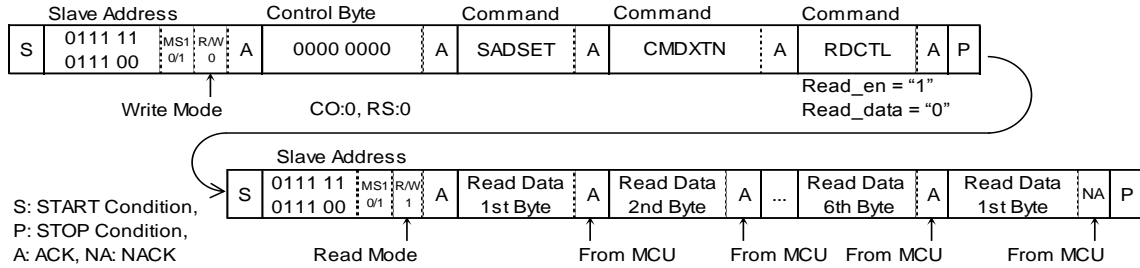 Slave Address Control Byte Command Command Command
S 0111 11 0111 00 MS1 0/1 R/W 0 A 0000 0000 A SADSET A CMDXTN A RDCTL A P
Write Mode CO:0, RS:0 Read_en = “1”
Read_data = “0”
Slave Address
S 0111 11 0111 00 MS1 0/1 R/W 1 A Read Data 1st Byte A Read Data 2nd Byte A ... Read Data 6th Byte A Read Data 1st Byte NA P
S: START Condition,
P: STOP Condition,
A: ACK, NA: NACK Read Mode From MCU From MCU From MCU From MCU